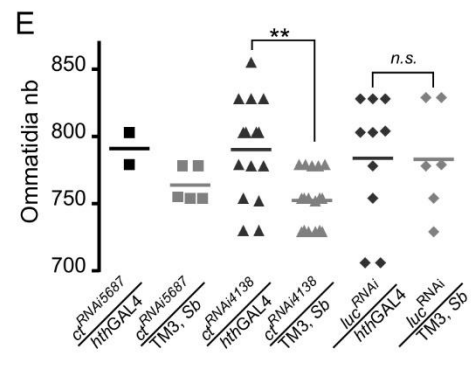 E
**
n.s.
Ommatidia nb
850
800
750
700
ct^RNAi5687
hthGAL4
ct^RNAi5687
TM3, Sb
ct^RNAi4138
hthGAL4
ct^RNAi4138
TM3, Sb
luc^RNAi
hthGAL4
luc^RNAi
TM3, Sb